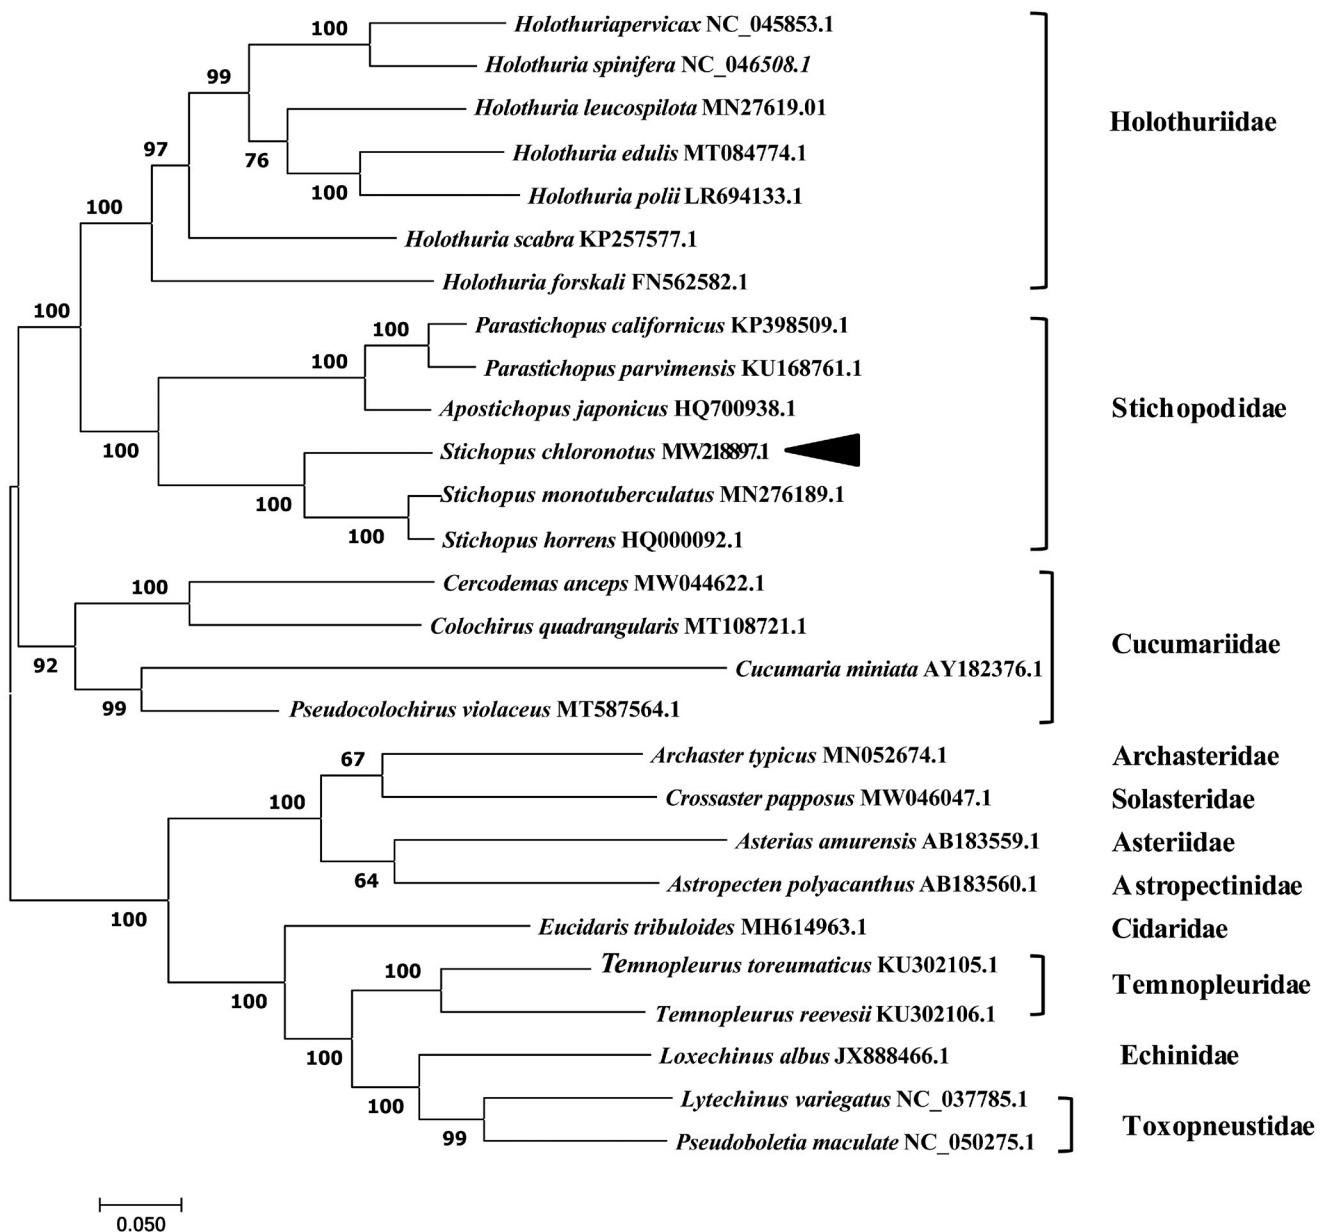 100
Holothuriapervicax NC_045853.1
Holothuria spinifera NC_046508.1
99
Holothuria leucospilota MN27619.01
Holothuriidae
97
76
Holothuria edulis MT084774.1
100
Holothuria polii LR694133.1
100
Holothuria scabra KP257577.1
Holothuria forskali FN562582.1
100
100
Parastichopus californicus KP398509.1
100
Parastichopus parvimensis KU168761.1
Apostichopus japonicus HQ700938.1
Stichopodidae
100
Stichopus chloronotus MW218897.1
100
Stichopus monotuberculatus MN276189.1
100
Stichopus horrens HQ000092.1
100
Cercodemas anceps MW044622.1
Colochirus quadrangularis MT108721.1
Cucumariidae
92
Cucumaria miniata AY182376.1
99
Pseudocolochirus violaceus MT587564.1
67
Archaster typicus MN052674.1
Archasteridae
100
Crossaster papposus MW046047.1
Solasteridae
Asterias amurensis AB183559.1
Asteriidae
64
Astropecten polyacanthus AB183560.1
Astropectinidae
100
Eucidaris tribuloides MH614963.1
Cidaridae
100
Temnopleurus toreumaticus KU302105.1
Temnopleuridae
100
Temnopleurus reevesii KU302106.1
100
Loxechinus albus JX888466.1
Echinidae
100
Lytechinus variegatus NC_037785.1
Toxopneustidae
99
Pseudoboletia maculate NC_050275.1
0.050